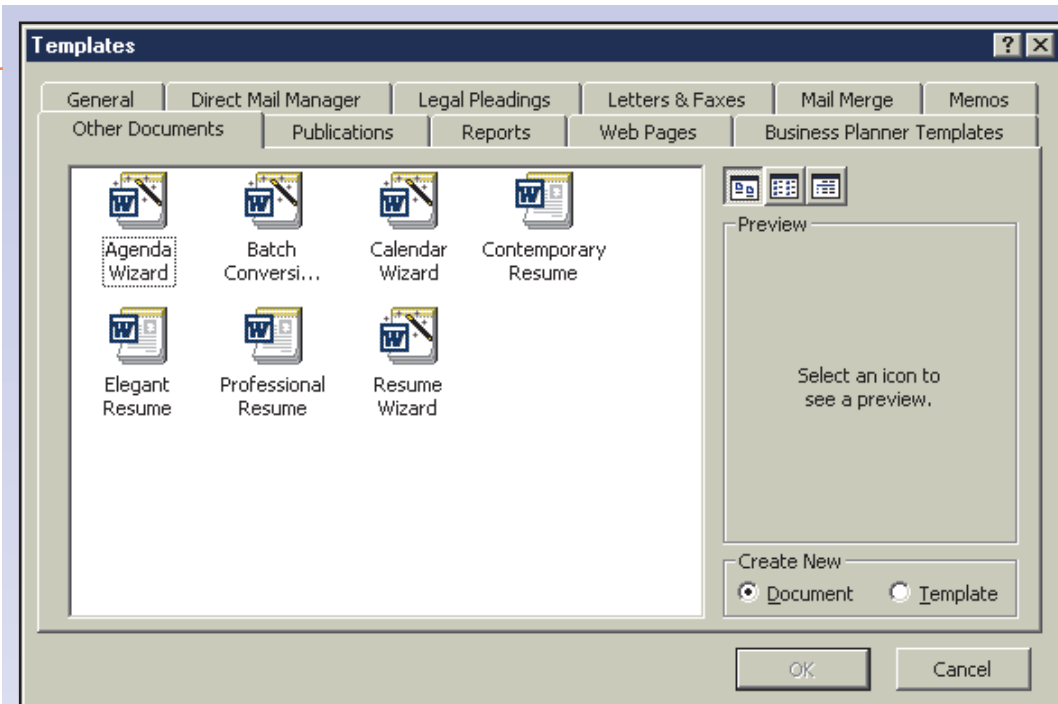 Templates
General Direct Mail Manager Legal Pleadings Letters & Faxes Mail Merge Memos
Other Documents Publications Reports Web Pages Business Planner Templates
Agenda Wizard
Batch Conversi...
Calendar Wizard
Contemporary Resume
Elegant Resume
Professional Resume
Resume Wizard
Preview
Select an icon to
see a preview.
Create New
Document Template
OK Cancel